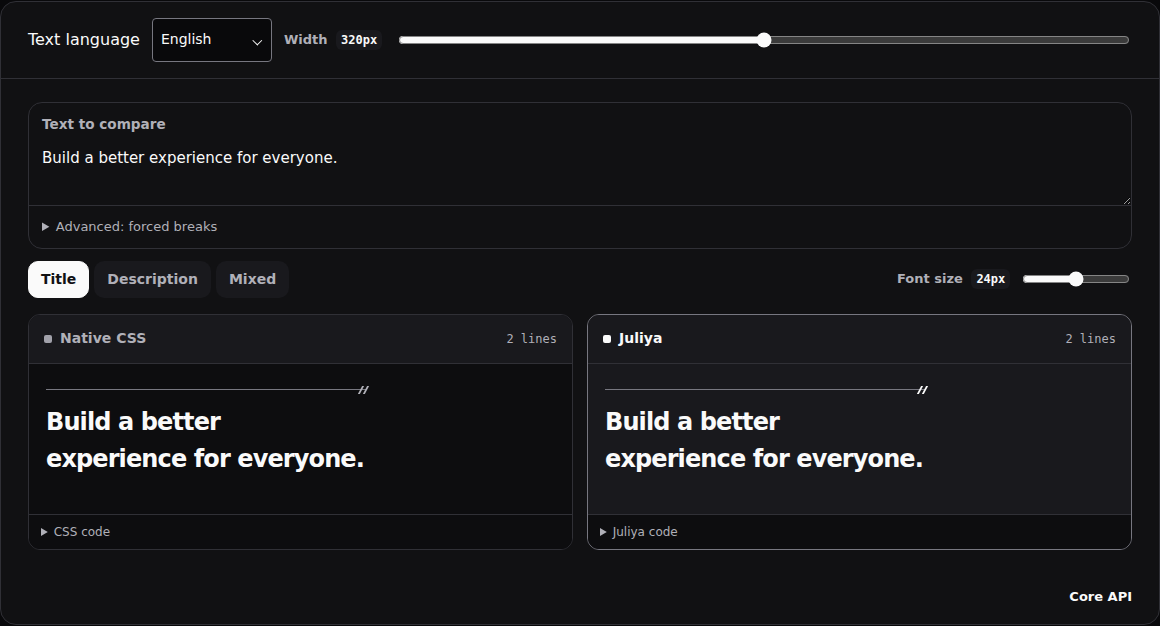 Text language English Width 320px
Text to compare
Build a better experience for everyone.
Advanced: forced breaks
Title Description Mixed Font size 24px
Native CSS 2 lines
Build a better
experience for everyone.
CSS code
Juliya 2 lines
Build a better
experience for everyone.
Juliya code
Core API